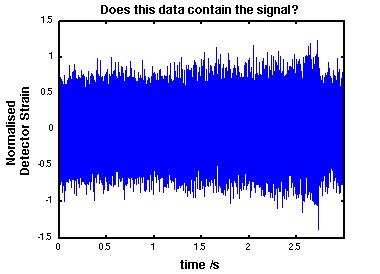 Does this data contain the signal?
1.5
1
0.5
0
-0.5
-1
-1.5
Normalised
Detector Strain
0 0.5 1 1.5 2 2.5
time /s